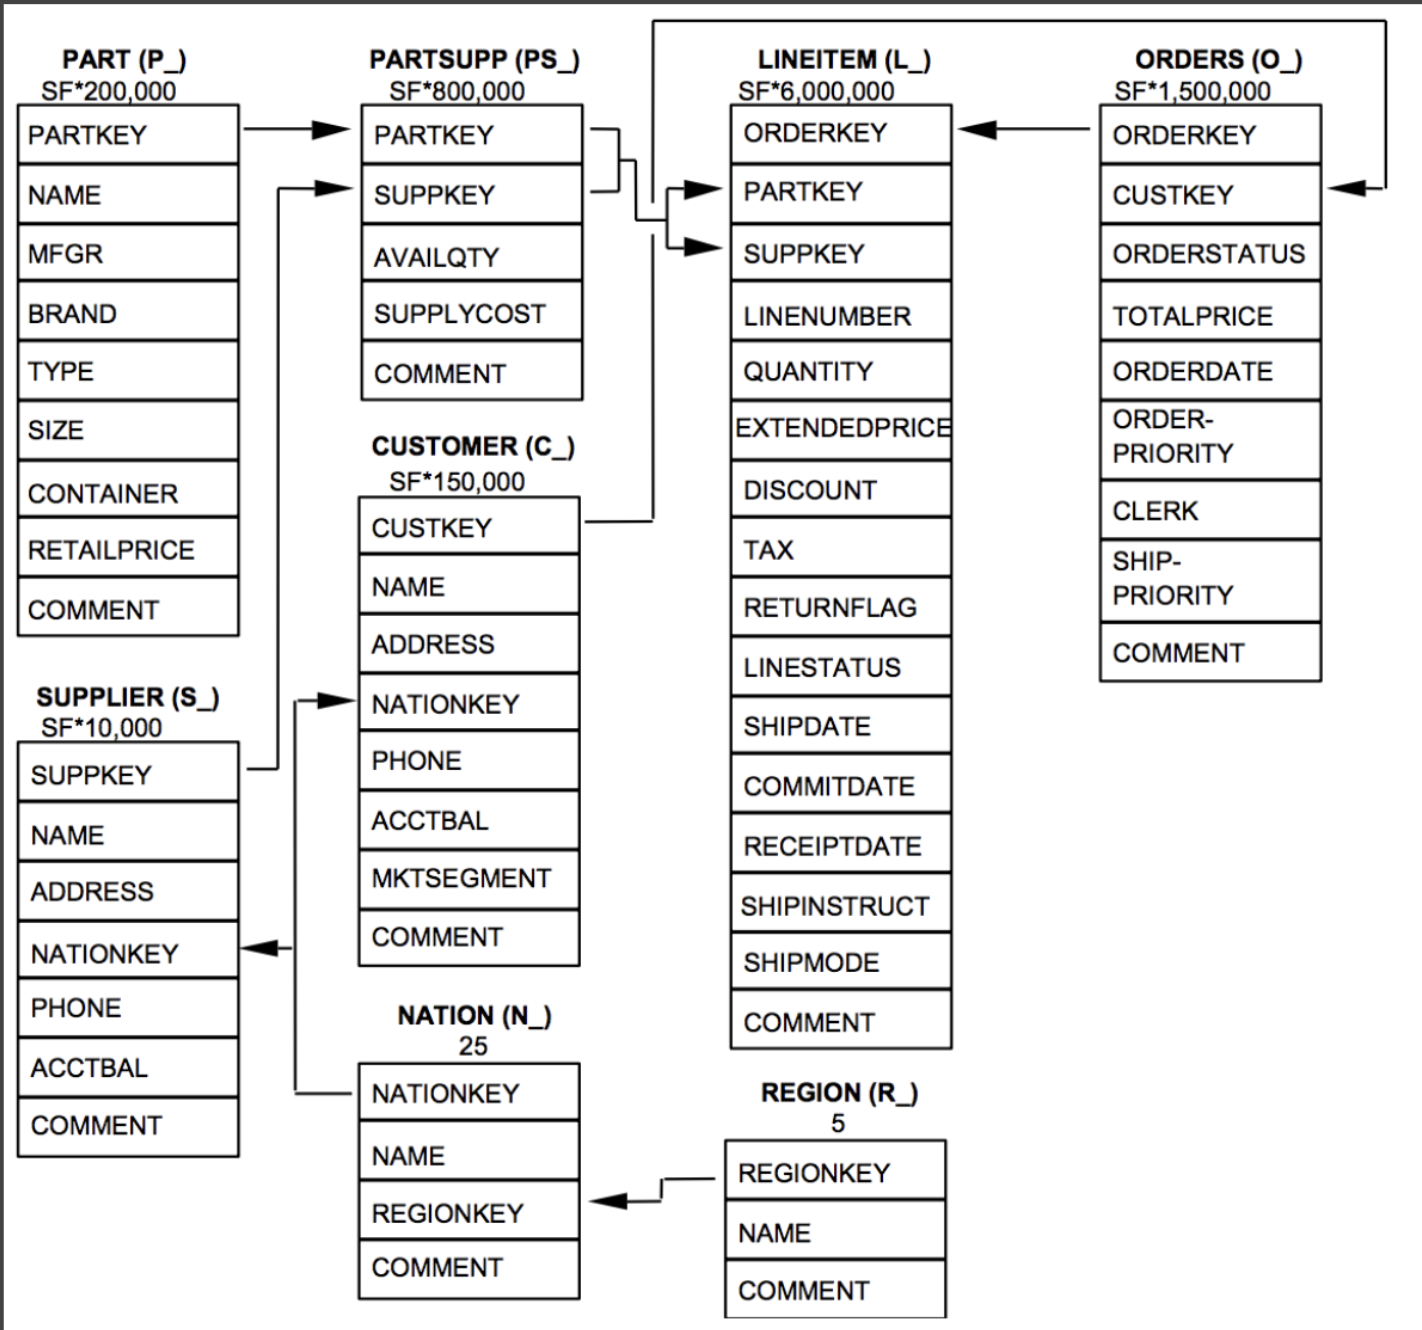 PART (P_)
SF*200,000
PARTKEY
NAME
MFGR
BRAND
TYPE
SIZE
CONTAINER
RETAILPRICE
COMMENT
SUPPLIER (S_)
SF*10,000
SUPPKEY
NAME
ADDRESS
NATIONKEY
PHONE
ACCTBAL
COMMENT
PARTSUPP (PS_)
SF*800,000
PARTKEY
SUPPKEY
AVAILQTY
SUPPLYCOST
COMMENT
CUSTOMER (C_)
SF*150,000
CUSTKEY
NAME
ADDRESS
NATIONKEY
PHONE
ACCTBAL
MKTSEGMENT
COMMENT
NATION (N_)
25
NATIONKEY
NAME
REGIONKEY
COMMENT
LINEITEM (L_)
SF*6,000,000
ORDERKEY
PARTKEY
SUPPKEY
LINENUMBER
QUANTITY
EXTENDEDPRICE
DISCOUNT
TAX
RETURNFLAG
LINESTATUS
SHIPDATE
COMMITDATE
RECEIPTDATE
SHIPINSTRUCT
SHIPMODE
COMMENT
REGION (R_)
5
REGIONKEY
NAME
COMMENT
ORDERS (O_)
SF*1,500,000
ORDERKEY
CUSTKEY
ORDERSTATUS
TOTALPRICE
ORDERDATE
ORDER-
PRIORITY
CLERK
SHIP-
PRIORITY
COMMENT